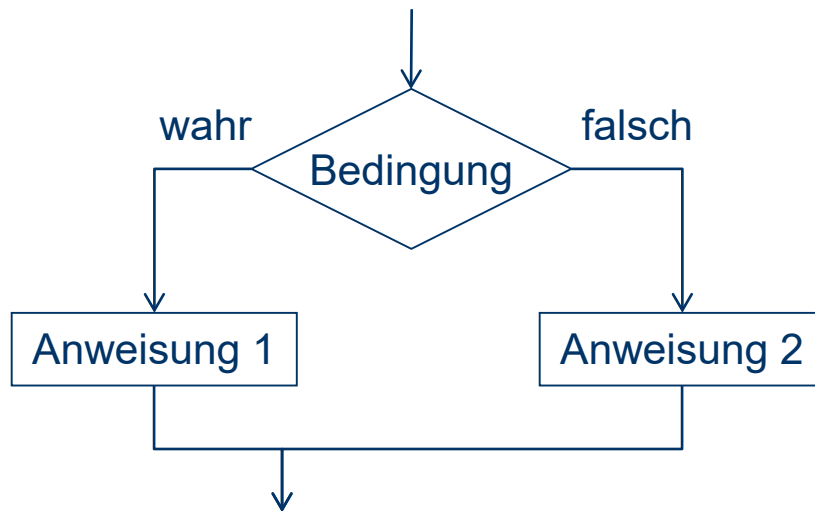 wahr
falsch
Bedingung
Anweisung 1
Anweisung 2